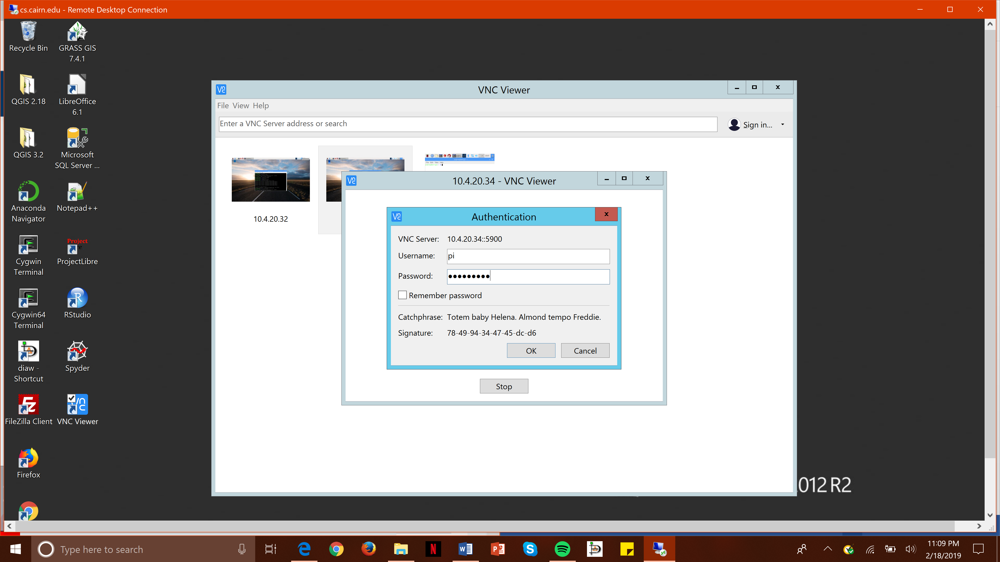 cs.cairn.edu - Remote Desktop Connection
Recycle Bin
GRASS GIS
7.4.1
QGIS 2.18
LibreOffice
6.1
QGIS 3.2
Microsoft
SQL Server ...
Anaconda
Navigator
Notepad++
Cygwin
Terminal
Project
ProjectLibre
Cygwin64
Terminal
RStudio
diaw -
Shortcut
Spyder
FileZilla Client
VNC Viewer
Firefox
VNC Viewer
File View Help
Enter a VNC Server address or search
Sign in...
10.4.20.32
File Edit Tabs Help
10.4.20.34 - VNC Viewer
Authentication
VNC Server: 10.4.20.34::5900
Username: pi
Password: ●●●●●●●●●
Remember password
Catchphrase: Totem baby Helena. Almond tempo Freddie.
Signature: 78-49-94-34-47-45-dc-d6
OK
Cancel
Stop
012 R2
Type here to search
11:09 PM
2/18/2019